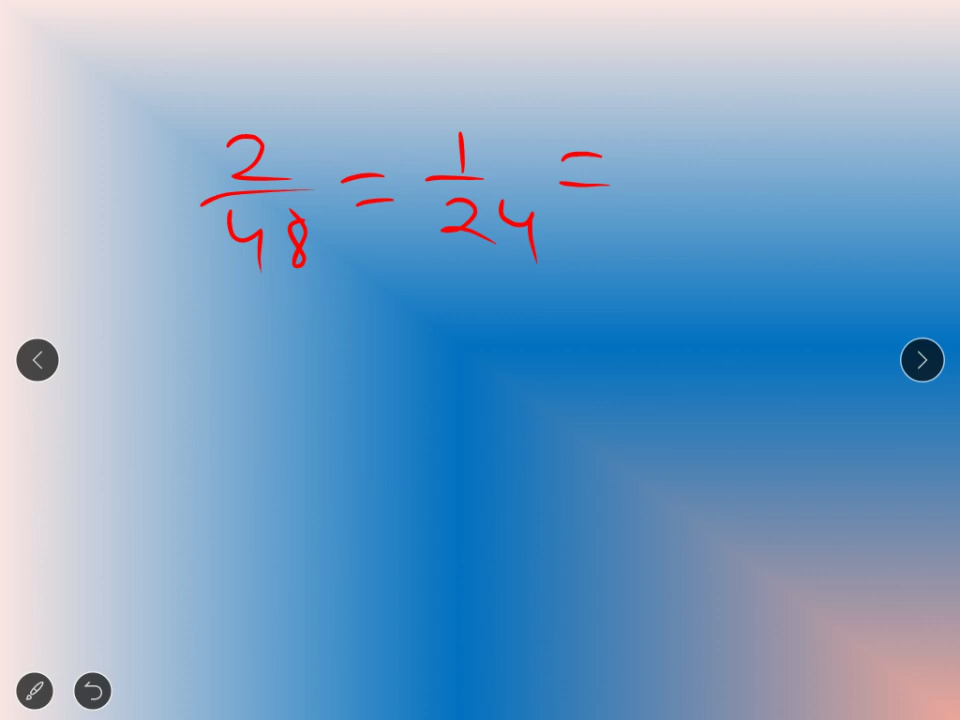 2/48 = 1/24 =